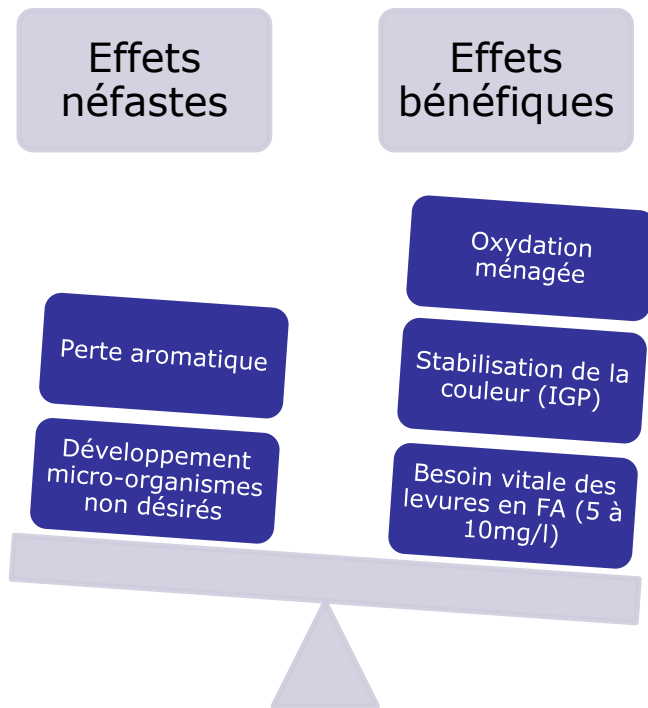 Effets
néfastes
Effets
bénéfiques
Perte aromatique
Développement
micro-organismes
non désirés
Oxydation
ménagée
Stabilisation de la
couleur (IGP)
Besoin vitale des
levures en FA (5 à
10mg/l)